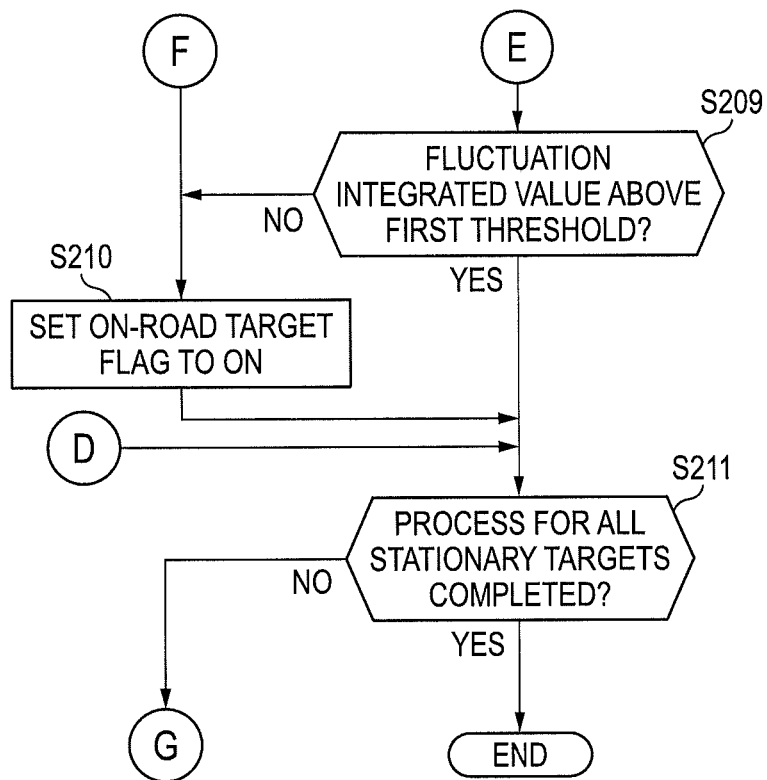 F
E
S209
FLUCTUATION
INTEGRATED VALUE ABOVE
FIRST THRESHOLD?
NO
YES
S210
SET ON-ROAD TARGET
FLAG TO ON
D
S211
PROCESS FOR ALL
STATIONARY TARGETS
COMPLETED?
NO
YES
G
END